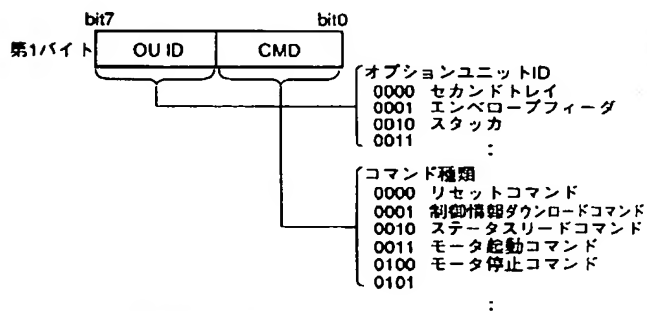 bit7 bit0
第1バイト OU ID CMD
オプションユニットID
0000 セカンドトレイ
0001 エンベロープフィーダ
0010 スタッカ
0011
:
コマンド種類
0000 リセットコマンド
0001 制御情報ダウンロードコマンド
0010 ステータスリードコマンド
0011 モータ起動コマンド
0100 モータ停止コマンド
0101
: